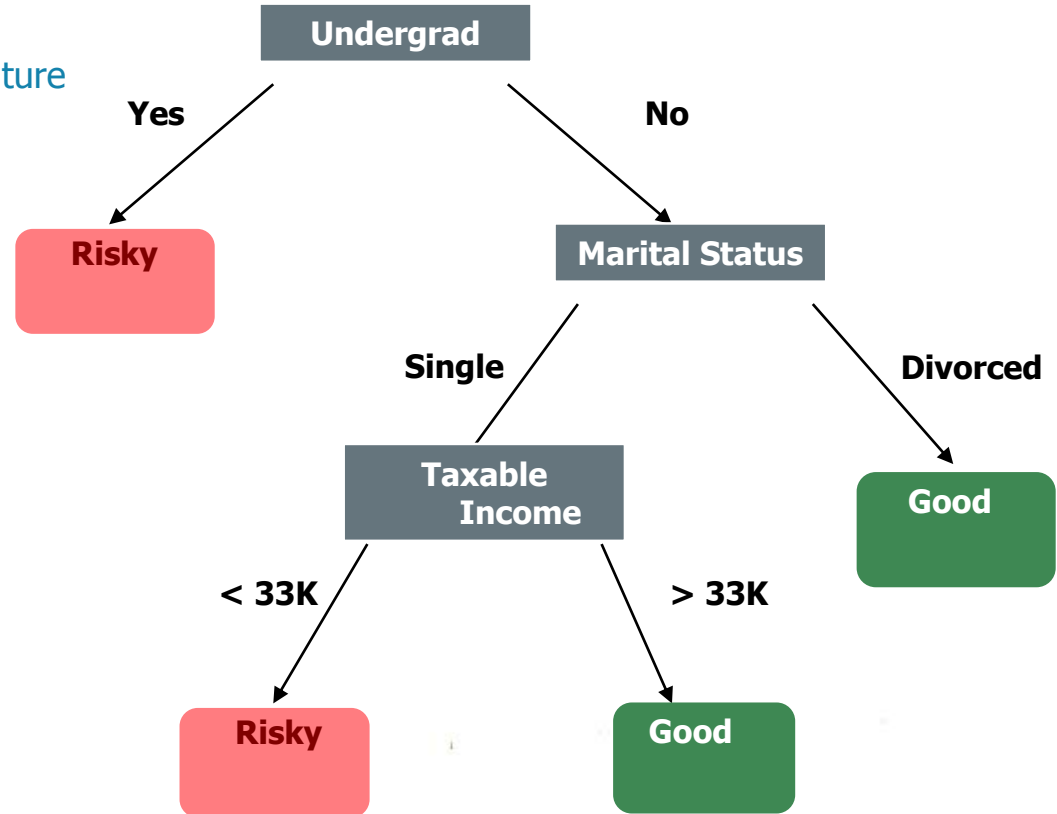 Undergrad
ture
Yes
No
Risky
Marital Status
Single
Divorced
Taxable
Income
Good
< 33K
> 33K
Risky
Good